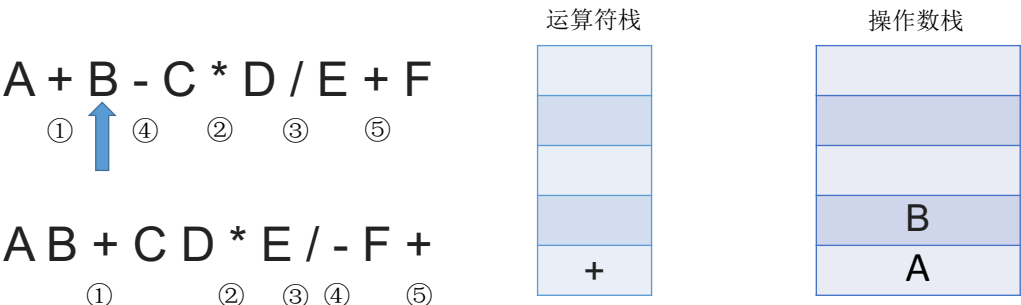 运算符栈 操作数栈
A + B - C * D / E + F
① ④ ② ③ ⑤
A B + C D * E / - F +
① ② ③ ④ ⑤
B
+ A